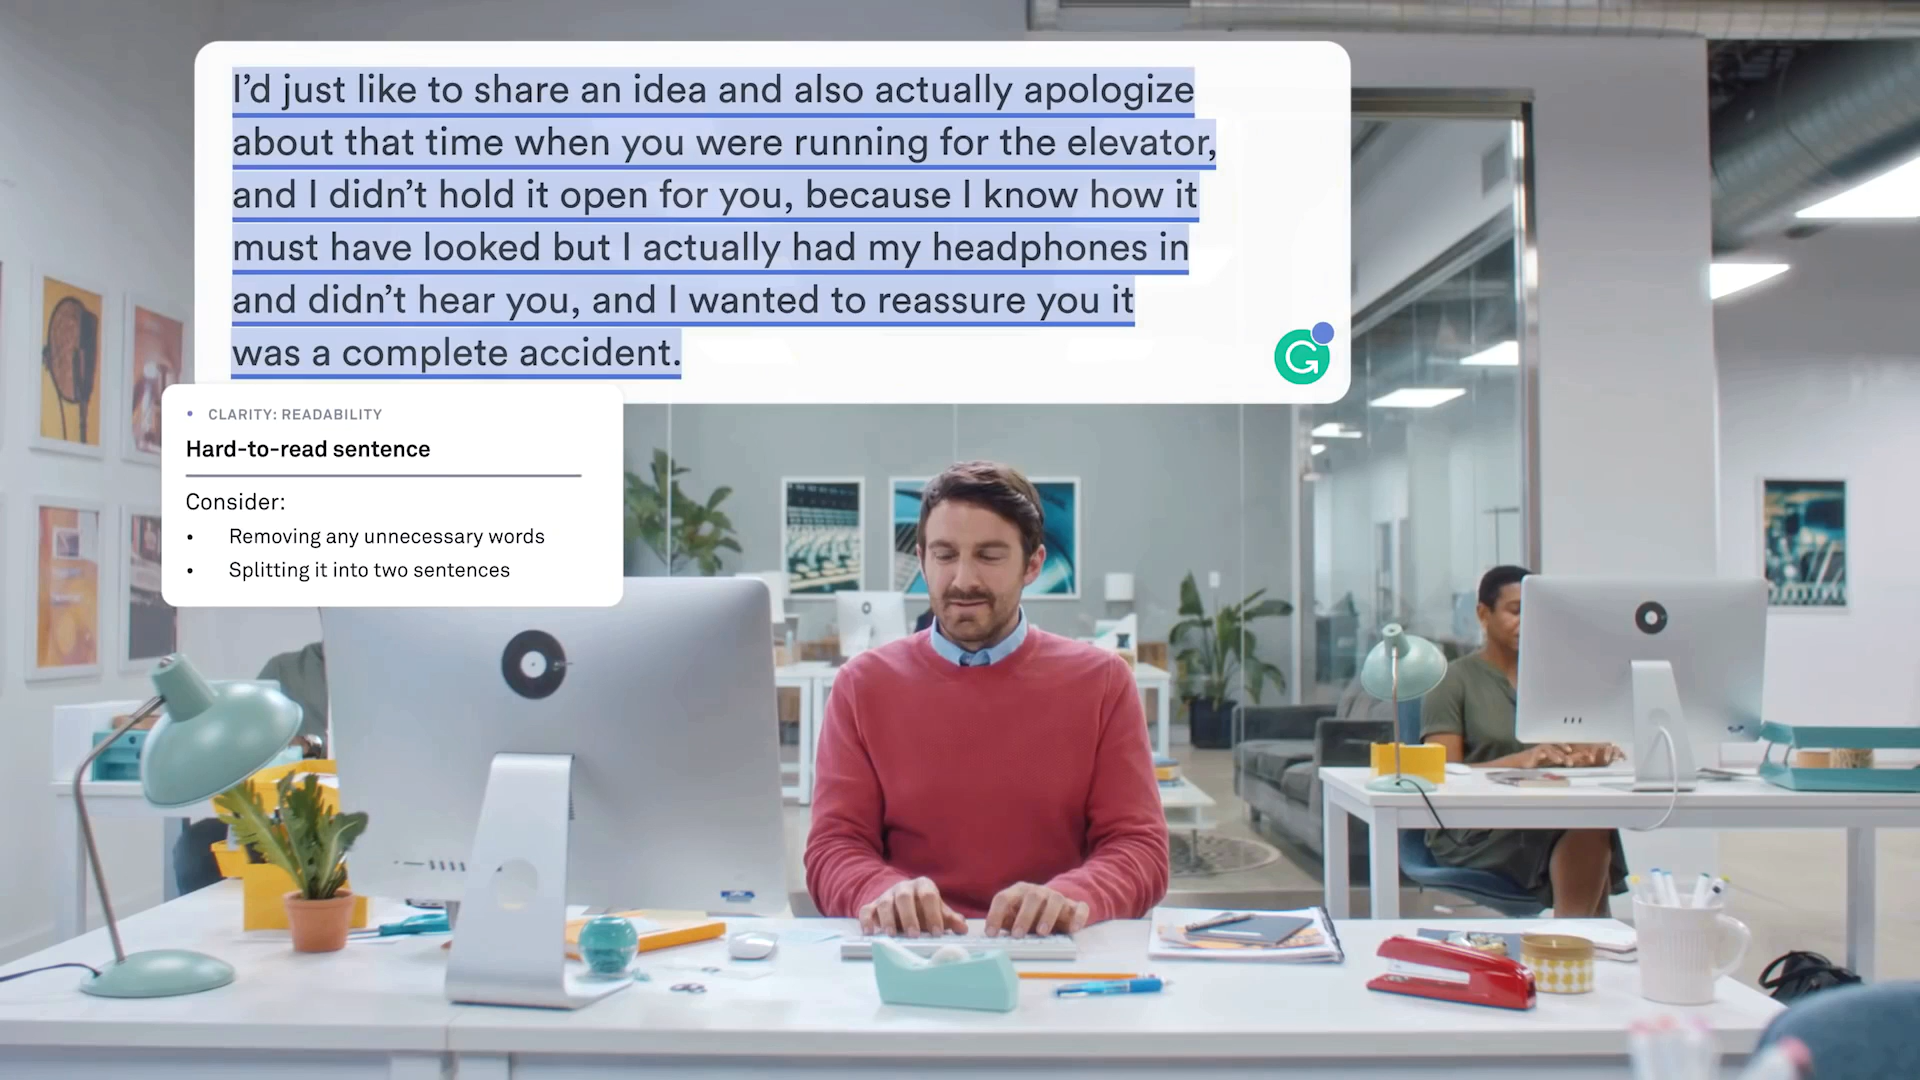 I’d just like to share an idea and also actually apologize
about that time when you were running for the elevator,
and I didn’t hold it open for you, because I know how it
must have looked but I actually had my headphones in
and didn’t hear you, and I wanted to reassure you it
was a complete accident.
• CLARITY: READABILITY
Hard-to-read sentence
Consider:
• Removing any unnecessary words
• Splitting it into two sentences